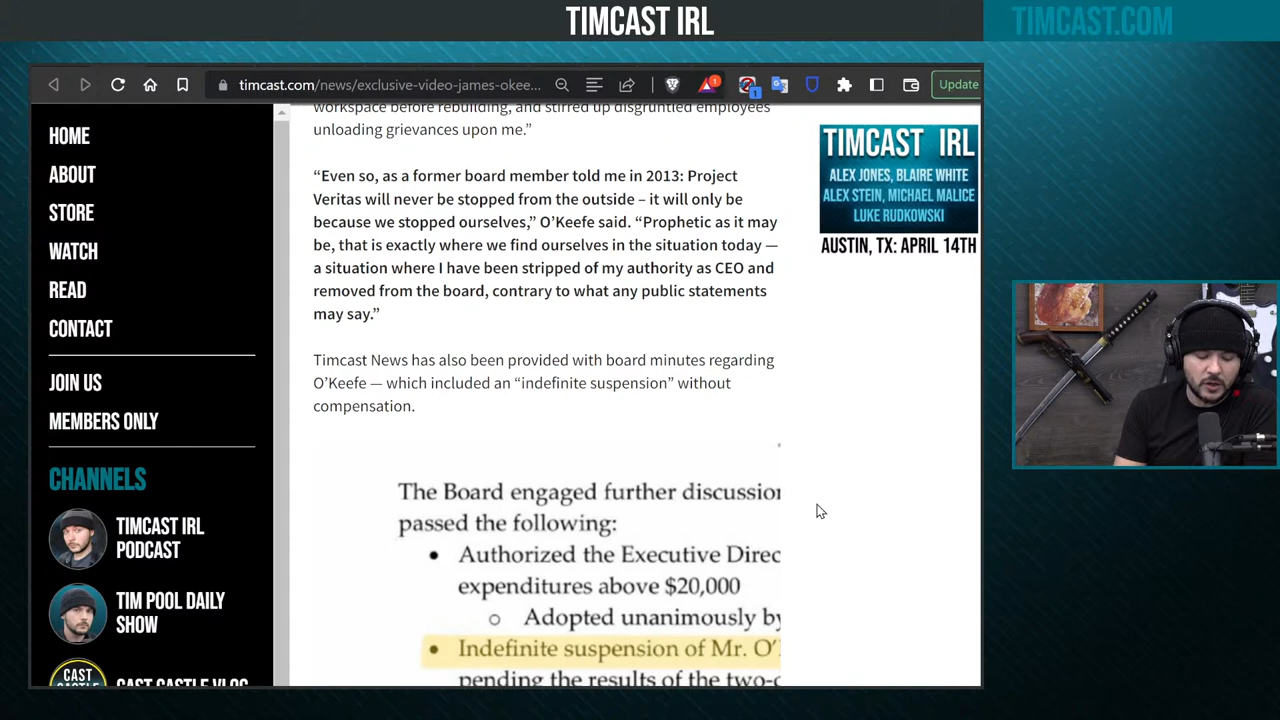 TIMCAST IRL
TIMCAST.COM
timcast.com/news/exclusive-video-james-okee...
1
1
Update
HOME
ABOUT
STORE
WATCH
READ
CONTACT
JOIN US
MEMBERS ONLY
CHANNELS
TIMCAST IRL
PODCAST
TIM POOL DAILY
SHOW
CAST
CASTLE
CAST CASTLE VLOG
workspace before rebuilding, and stirred up disgruntled employees
unloading grievances upon me.”
“Even so, as a former board member told me in 2013: Project
Veritas will never be stopped from the outside – it will only be
because we stopped ourselves,” O’Keefe said. “Prophetic as it may
be, that is exactly where we find ourselves in the situation today —
a situation where I have been stripped of my authority as CEO and
removed from the board, contrary to what any public statements
may say.”
Timcast News has also been provided with board minutes regarding
O’Keefe — which included an “indefinite suspension” without
compensation.
The Board engaged further discussion
passed the following:
• Authorized the Executive Direc
expenditures above $20,000
o Adopted unanimously by
• Indefinite suspension of Mr. O’
pending the results of the two-
TIMCAST IRL
ALEX JONES, BLAIRE WHITE
ALEX STEIN, MICHAEL MALICE
LUKE RUDKOWSKI
AUSTIN, TX: APRIL 14TH